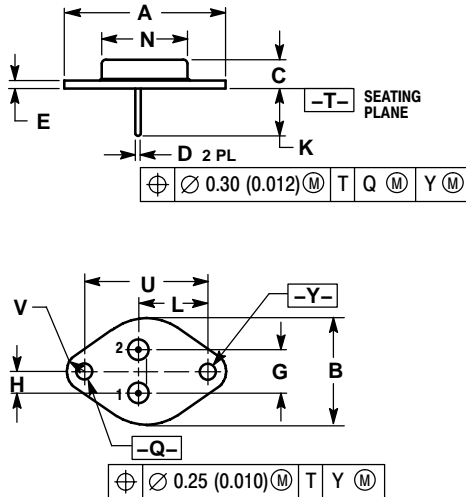 A
N
C
E
–T– SEATING
PLANE
K
D 2 PL
⌖ ∅ 0.30 (0.012) Ⓜ T Q Ⓜ Y Ⓜ
U
L
V
–Y–
2
H
G
B
1
–Q–
⌖ ∅ 0.25 (0.010) Ⓜ T Y Ⓜ